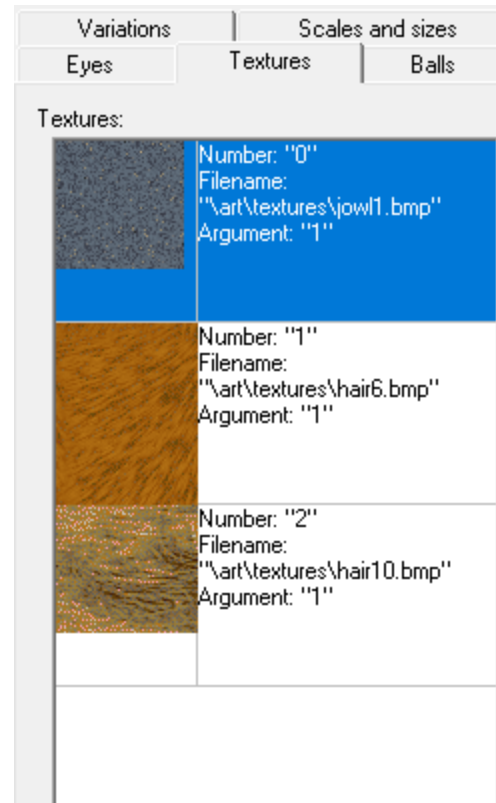 Variations Scales and sizes
Eyes Textures Balls
Textures:
Number: "0"
Filename:
"\art\textures\jowl1.bmp"
Argument: "1"
Number: "1"
Filename:
"\art\textures\hair6.bmp"
Argument: "1"
Number: "2"
Filename:
"\art\textures\hair10.bmp"
Argument: "1"